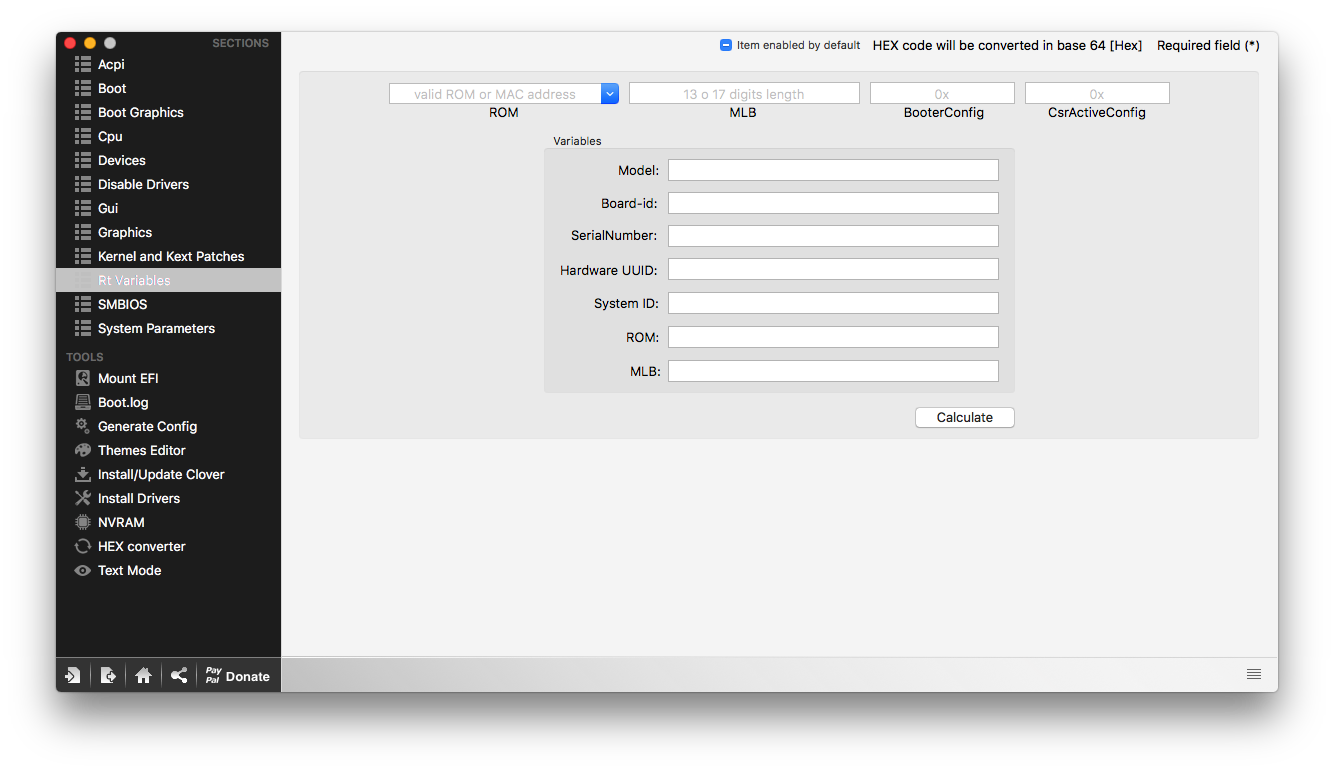 SECTIONS
Acpi
Boot
Boot Graphics
Cpu
Devices
Disable Drivers
Gui
Graphics
Kernel and Kext Patches
Rt Variables
SMBIOS
System Parameters
TOOLS
Mount EFI
Boot.log
Generate Config
Themes Editor
Install/Update Clover
Install Drivers
NVRAM
HEX converter
Text Mode
Pay
Pal
Donate
Item enabled by default HEX code will be converted in base 64 [Hex] Required field (*)
valid ROM or MAC address 13 o 17 digits length 0x 0x
ROM MLB BooterConfig CsrActiveConfig
Variables
Model:
Board-id:
SerialNumber:
Hardware UUID:
System ID:
ROM:
MLB:
Calculate